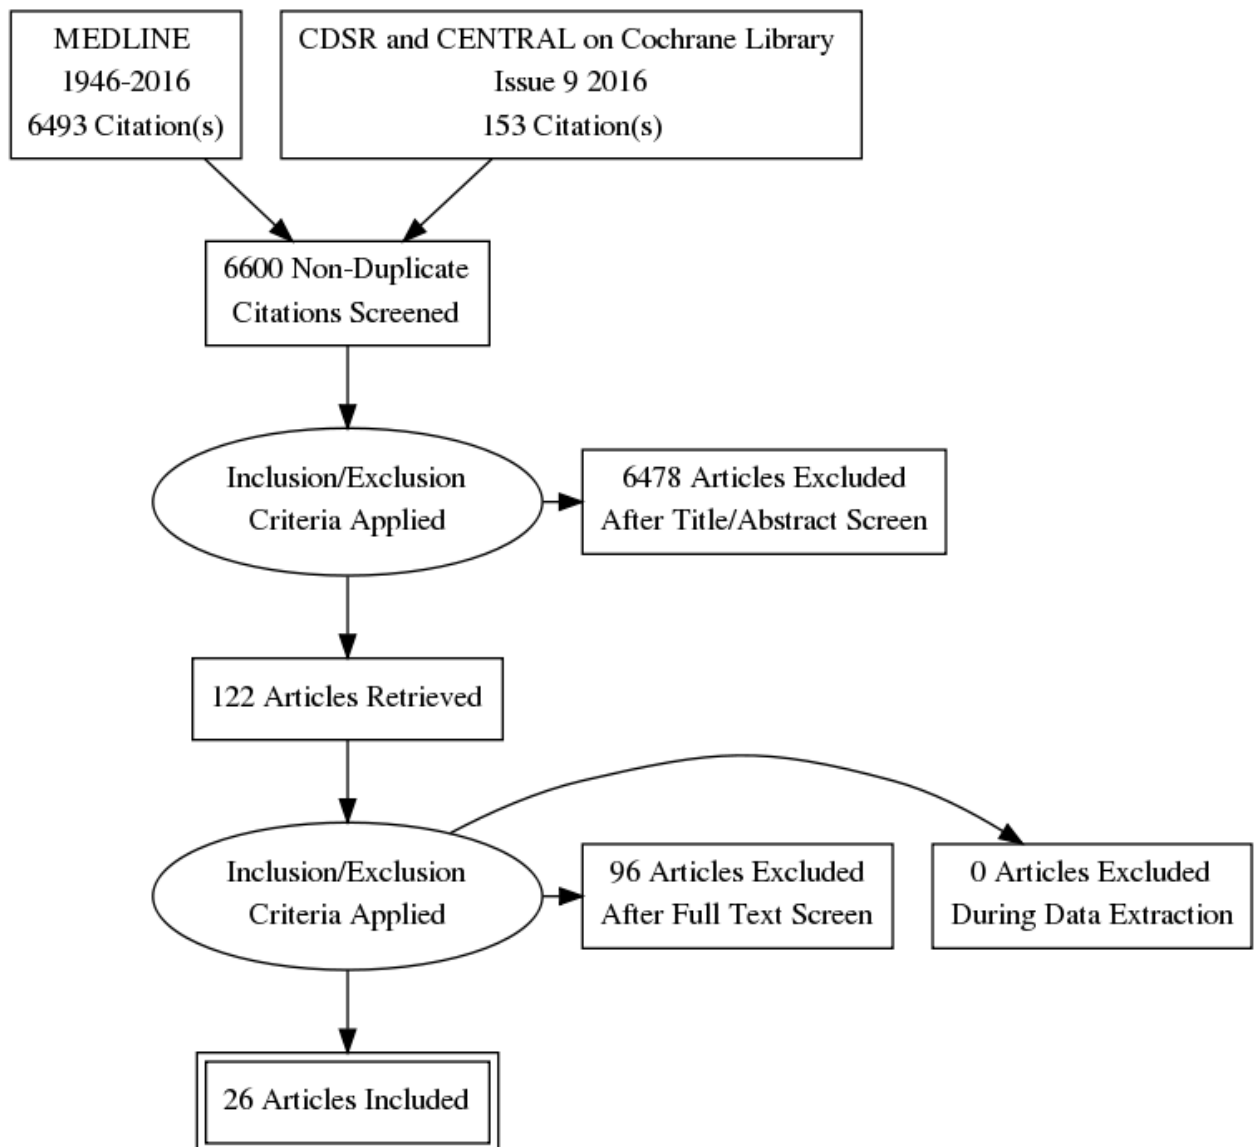 MEDLINE
1946-2016
6493 Citation(s)
CDSR and CENTRAL on Cochrane Library
Issue 9 2016
153 Citation(s)
6600 Non-Duplicate
Citations Screened
Inclusion/Exclusion
Criteria Applied
6478 Articles Excluded
After Title/Abstract Screen
122 Articles Retrieved
Inclusion/Exclusion
Criteria Applied
96 Articles Excluded
After Full Text Screen
0 Articles Excluded
During Data Extraction
26 Articles Included